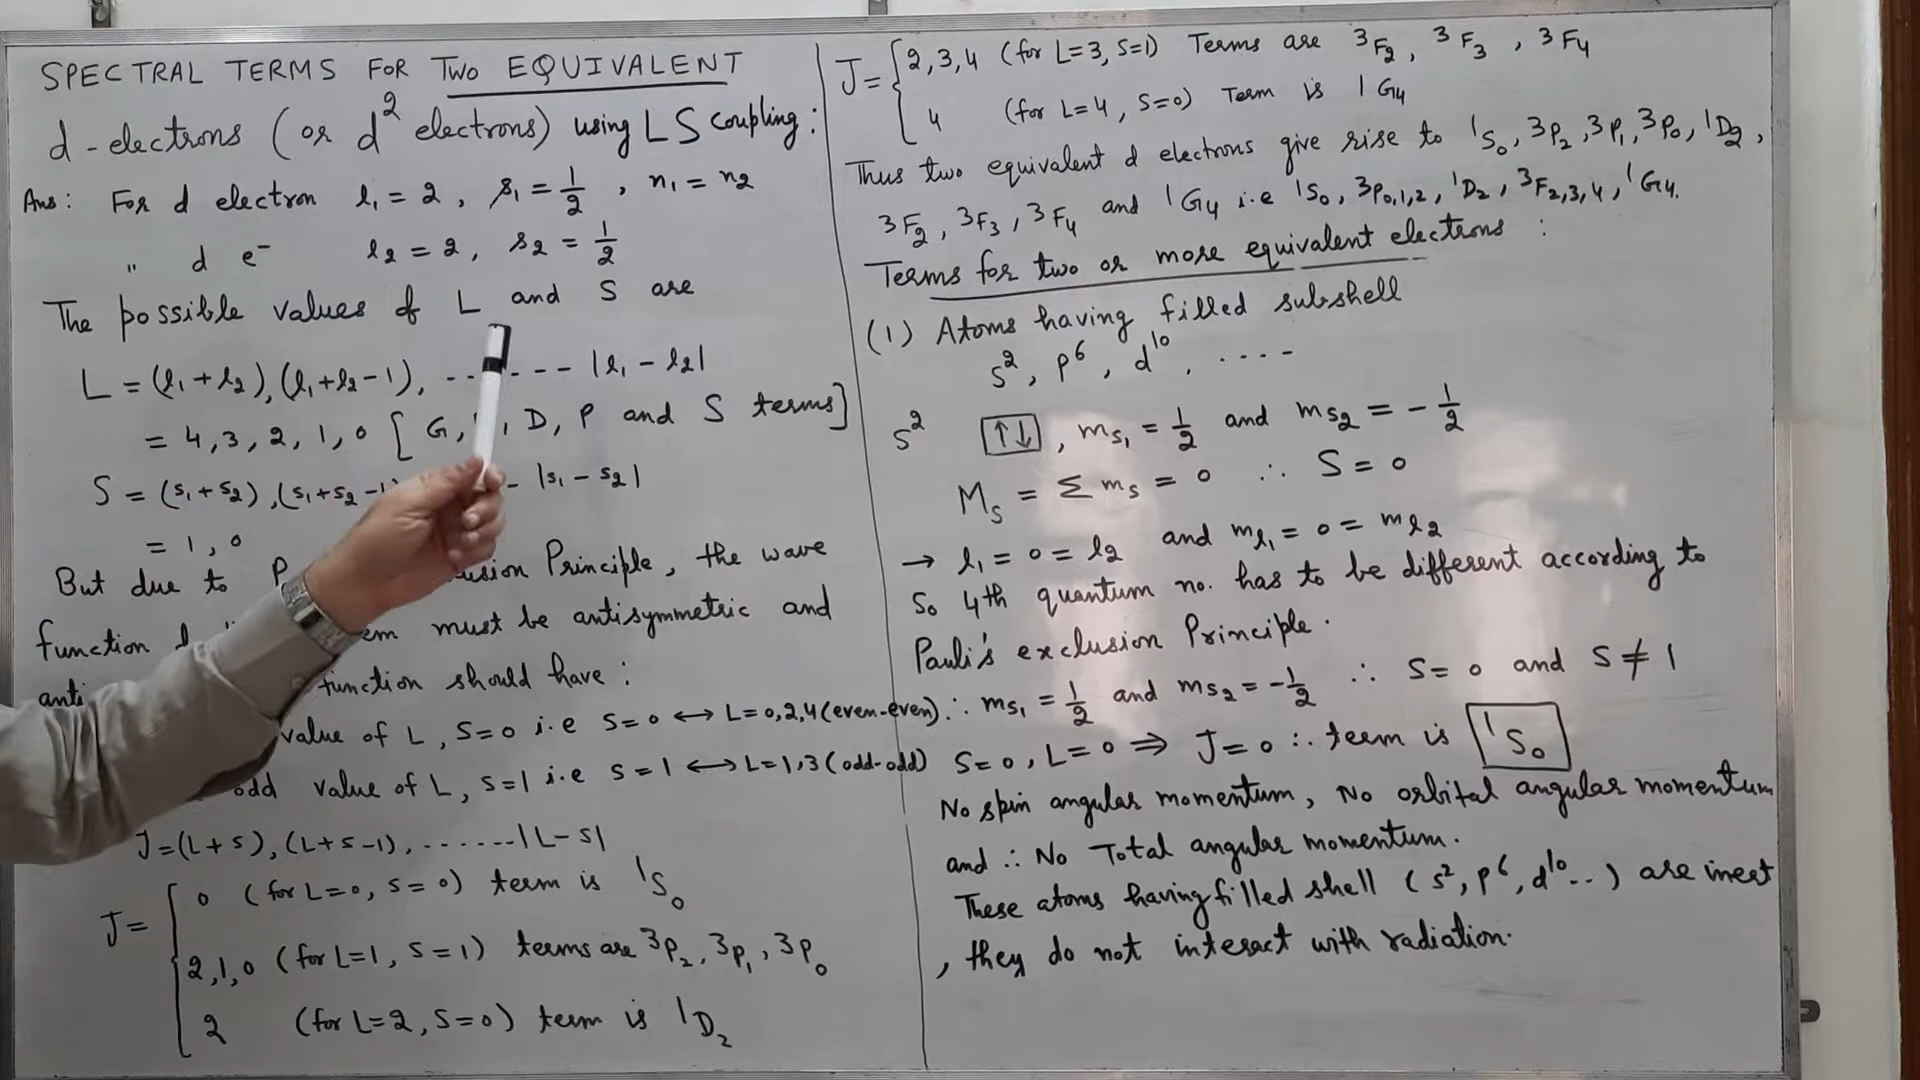 SPECTRAL TERMS FOR TWO EQUIVALENT
d-electrons (or d² electrons) using LS coupling:
Ans: For d electron l₁ = 2, s₁ = 1/2, n₁ = n₂
" d e⁻ l₂ = 2, s₂ = 1/2
The possible values of L and S are
L = (l₁+l₂), (l₁+l₂-1), ------ |l₁-l₂|
= 4, 3, 2, 1, 0 [G, , D, P and S terms]
S = (s₁+s₂), (s₁+s₂-1) - |s₁-s₂|
= 1, 0
But due to Principle, the wave
function must be antisymmetric and
function should have:
value of L, S=0 i.e S=0 ⟷ L=0,2,4 (even-even)
odd value of L, S=1 i.e S=1 ⟷ L=1,3 (odd-odd)
J=(L+S), (L+S-1), ...... |L-S|
J= { 0 (for L=0, S=0) term is ¹S₀
2,1,0 (for L=1, S=1) terms are ³P₂, ³P₁, ³P₀
2 (for L=2, S=0) term is ¹D₂
J= { 2,3,4 (for L=3, S=1) Terms are ³F₂, ³F₃, ³F₄
4 (for L=4, S=0) Term is ¹G₄
Thus two equivalent d electrons give rise to ¹S₀, ³P₂, ³P₁, ³P₀, ¹D₂,
³F₂, ³F₃, ³F₄ and ¹G₄ i.e ¹S₀, ³P₀,₁,₂, ¹D₂, ³F₂,₃,₄, ¹G₄.
Terms for two or more equivalent electrons:
(1) Atoms having filled subshell
s², p⁶, d¹⁰, ....
s² ↑↓, mₛ₁ = 1/2 and mₛ₂ = -1/2
Mₛ = Σmₛ = 0 ∴ S = 0
→ l₁ = 0 = l₂ and mₗ₁ = 0 = mₗ₂
So 4th quantum no. has to be different according to
Pauli's exclusion Principle.
∴ mₛ₁ = 1/2 and mₛ₂ = -1/2 ∴ S=0 and S≠1
S=0, L=0 ⇒ J=0 ∴ term is ¹S₀
No spin angular momentum, No orbital angular momentum
and ∴ No Total angular momentum.
These atoms having filled shell (s², p⁶, d¹⁰..) are inert
, they do not interact with radiation.